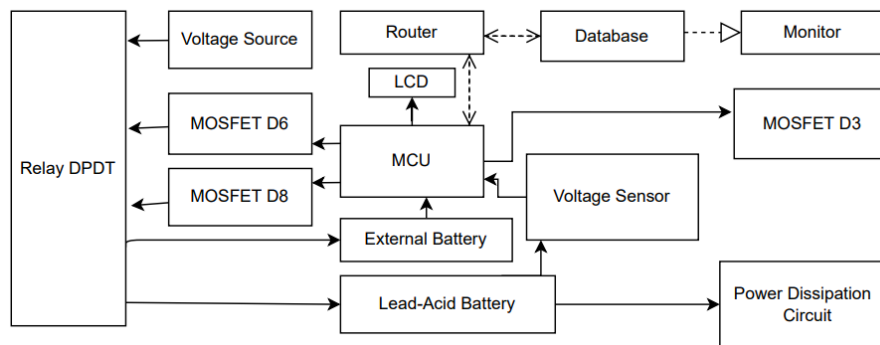 Voltage Source
Router
Database
Monitor
LCD
MOSFET D6
MOSFET D3
Relay DPDT
MCU
MOSFET D8
Voltage Sensor
External Battery
Lead-Acid Battery
Power Dissipation
Circuit